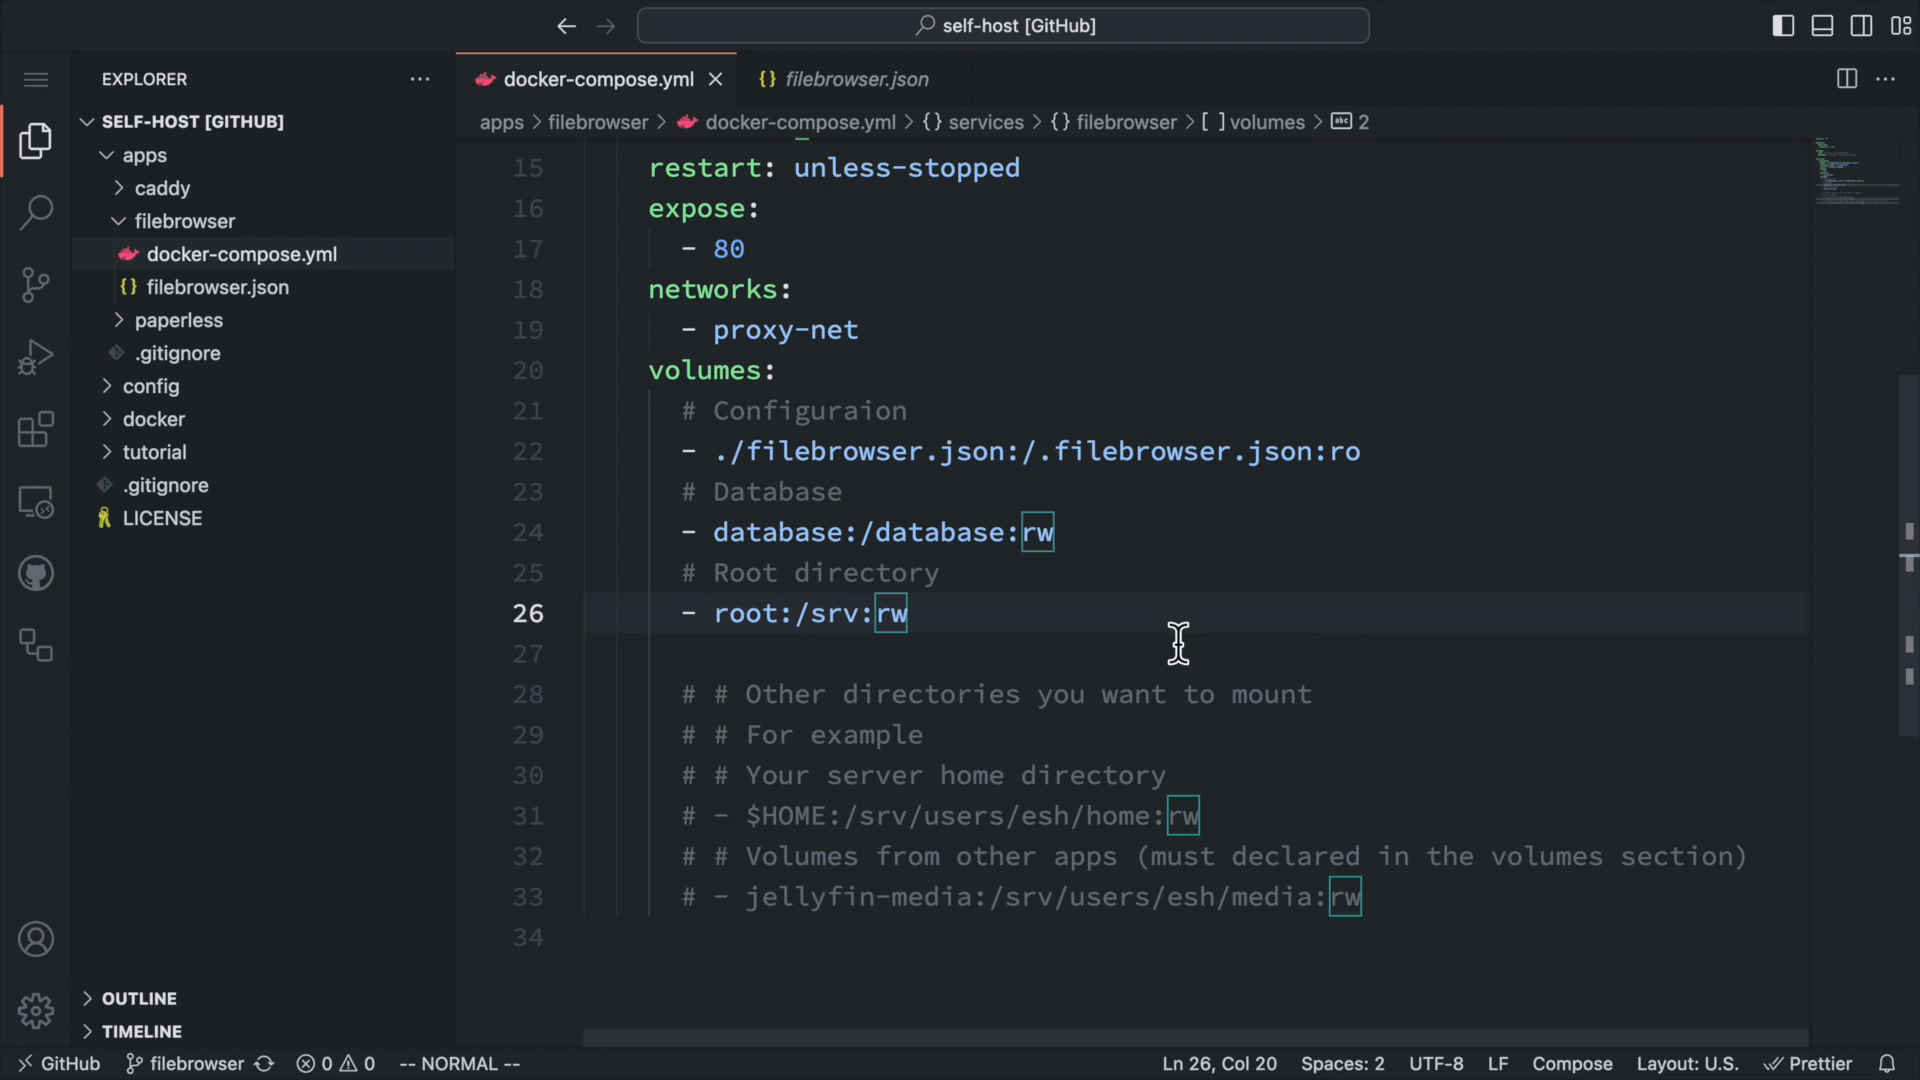 self-host [GitHub]
EXPLORER
SELF-HOST [GITHUB]
apps
caddy
filebrowser
docker-compose.yml
filebrowser.json
paperless
.gitignore
config
docker
tutorial
.gitignore
LICENSE
OUTLINE
TIMELINE
docker-compose.yml
filebrowser.json
apps > filebrowser > docker-compose.yml > {} services > {} filebrowser > [ ] volumes > abc 2
15 restart: unless-stopped
16 expose:
17 - 80
18 networks:
19 - proxy-net
20 volumes:
21 # Configuraion
22 - ./filebrowser.json:/.filebrowser.json:ro
23 # Database
24 - database:/database:rw
25 # Root directory
26 - root:/srv:rw
27
28 # # Other directories you want to mount
29 # # For example
30 # # Your server home directory
31 # - $HOME:/srv/users/esh/home:rw
32 # # Volumes from other apps (must declared in the volumes section)
33 # - jellyfin-media:/srv/users/esh/media:rw
34
GitHub filebrowser 0 0 -- NORMAL -- Ln 26, Col 20 Spaces: 2 UTF-8 LF Compose Layout: U.S. Prettier